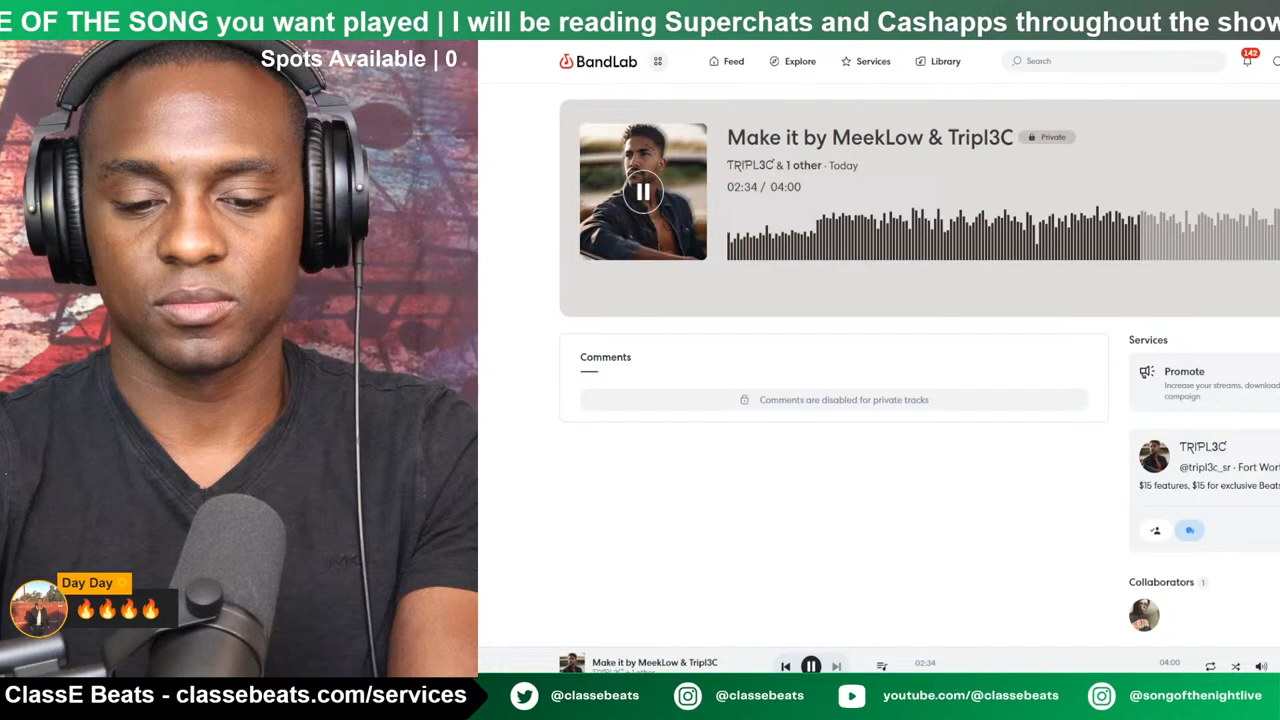 E OF THE SONG you want played | I will be reading Superchats and Cashapps throughout the show
Spots Available | 0
BandLab
Feed
Explore
Services
Library
Search
142
Make it by MeekLow & Tripl3C
Private
TRIPL3C & 1 other · Today
02:34 / 04:00
Comments
Comments are disabled for private tracks
Services
Promote
Increase your streams, download
campaign
TRIPL3C
@tripl3c_sr · Fort Wort
$15 features, $15 for exclusive Beats
Collaborators 1
Day Day
🔥🔥🔥🔥
Make it by MeekLow & Tripl3C
TRIPL3C & 1 other
02:34
04:00
ClassE Beats - classebeats.com/services
@classebeats
@classebeats
youtube.com/@classebeats
@songofthenightlive